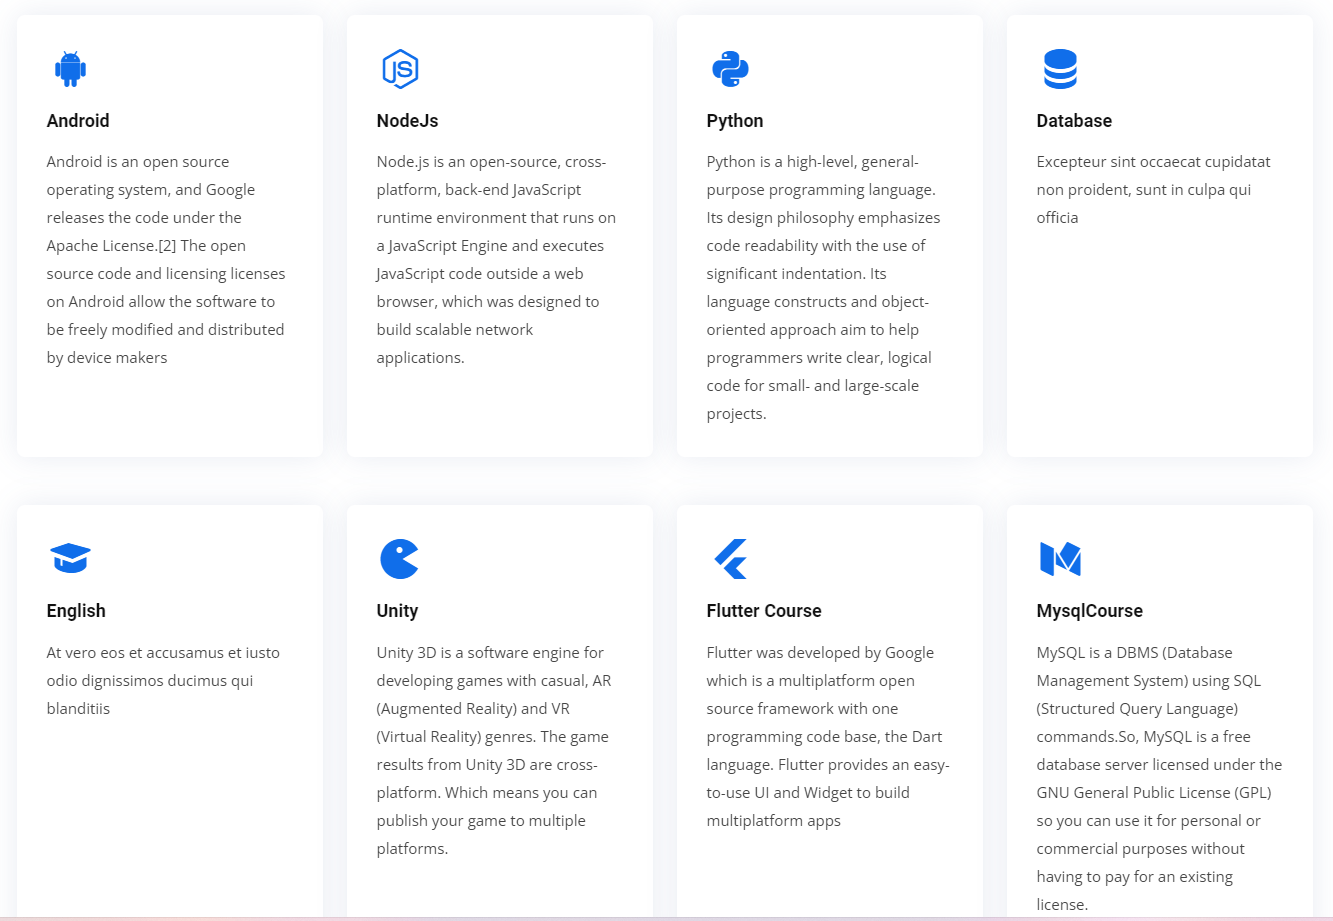 Android
Android is an open source
operating system, and Google
releases the code under the
Apache License.[2] The open
source code and licensing licenses
on Android allow the software to
be freely modified and distributed
by device makers
JS
NodeJs
Node.js is an open-source, cross-
platform, back-end JavaScript
runtime environment that runs on
a JavaScript Engine and executes
JavaScript code outside a web
browser, which was designed to
build scalable network
applications.
Python
Python is a high-level, general-
purpose programming language.
Its design philosophy emphasizes
code readability with the use of
significant indentation. Its
language constructs and object-
oriented approach aim to help
programmers write clear, logical
code for small- and large-scale
projects.
Database
Excepteur sint occaecat cupidatat
non proident, sunt in culpa qui
officia
English
At vero eos et accusamus et iusto
odio dignissimos ducimus qui
blanditiis
Unity
Unity 3D is a software engine for
developing games with casual, AR
(Augmented Reality) and VR
(Virtual Reality) genres. The game
results from Unity 3D are cross-
platform. Which means you can
publish your game to multiple
platforms.
Flutter Course
Flutter was developed by Google
which is a multiplatform open
source framework with one
programming code base, the Dart
language. Flutter provides an easy-
to-use UI and Widget to build
multiplatform apps
MysqlCourse
MySQL is a DBMS (Database
Management System) using SQL
(Structured Query Language)
commands.So, MySQL is a free
database server licensed under the
GNU General Public License (GPL)
so you can use it for personal or
commercial purposes without
having to pay for an existing
license.